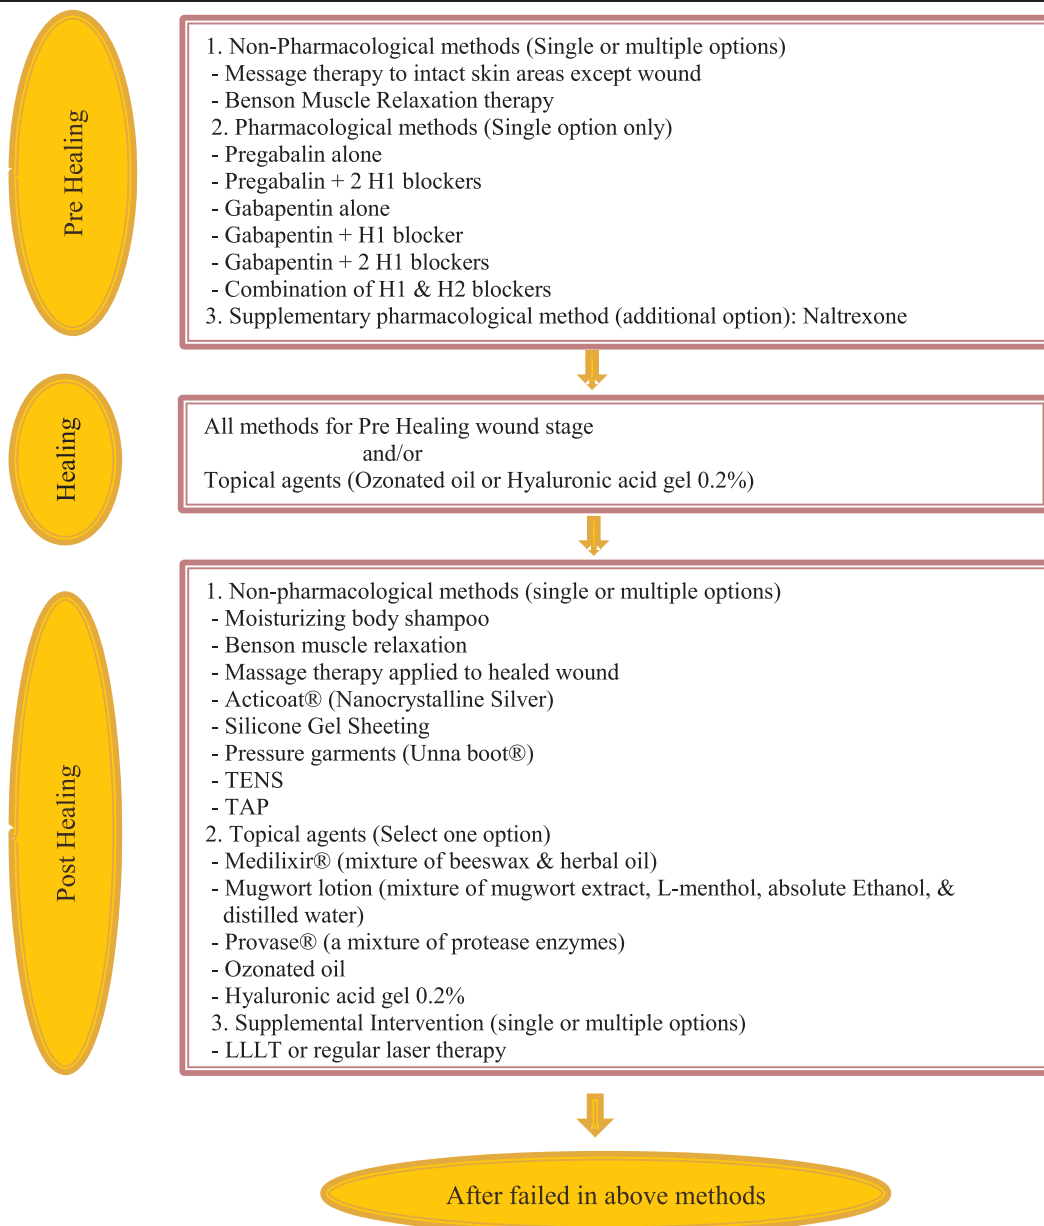 Pre Healing
1. Non-Pharmacological methods (Single or multiple options)
- Message therapy to intact skin areas except wound
- Benson Muscle Relaxation therapy
2. Pharmacological methods (Single option only)
- Pregabalin alone
- Pregabalin + 2 H1 blockers
- Gabapentin alone
- Gabapentin + H1 blocker
- Gabapentin + 2 H1 blockers
- Combination of H1 & H2 blockers
3. Supplementary pharmacological method (additional option): Naltrexone
Healing
All methods for Pre Healing wound stage
and/or
Topical agents (Ozonated oil or Hyaluronic acid gel 0.2%)
Post Healing
1. Non-pharmacological methods (single or multiple options)
- Moisturizing body shampoo
- Benson muscle relaxation
- Massage therapy applied to healed wound
- Acticoat® (Nanocrystalline Silver)
- Silicone Gel Sheeting
- Pressure garments (Unna boot®)
- TENS
- TAP
2. Topical agents (Select one option)
- Medilixir® (mixture of beeswax & herbal oil)
- Mugwort lotion (mixture of mugwort extract, L-menthol, absolute Ethanol, &
distilled water)
- Provase® (a mixture of protease enzymes)
- Ozonated oil
- Hyaluronic acid gel 0.2%
3. Supplemental Intervention (single or multiple options)
- LLLT or regular laser therapy
After failed in above methods